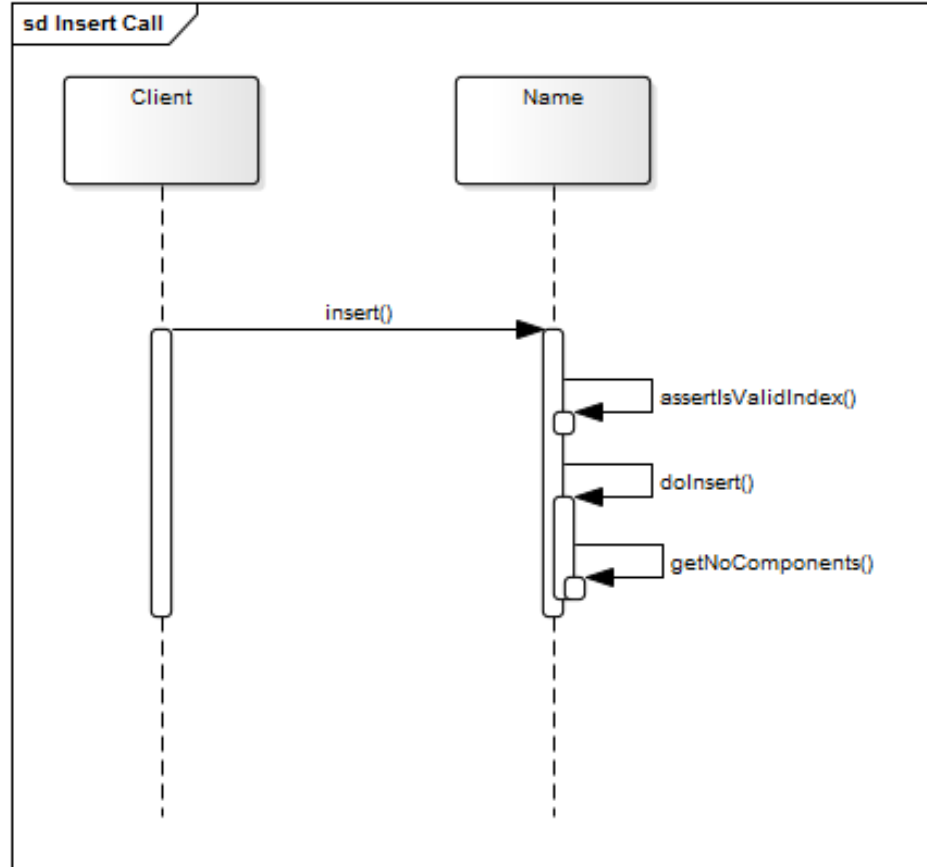 sd Insert Call
Client
Name
insert()
assertIsValidIndex()
doInsert()
getNoComponents()